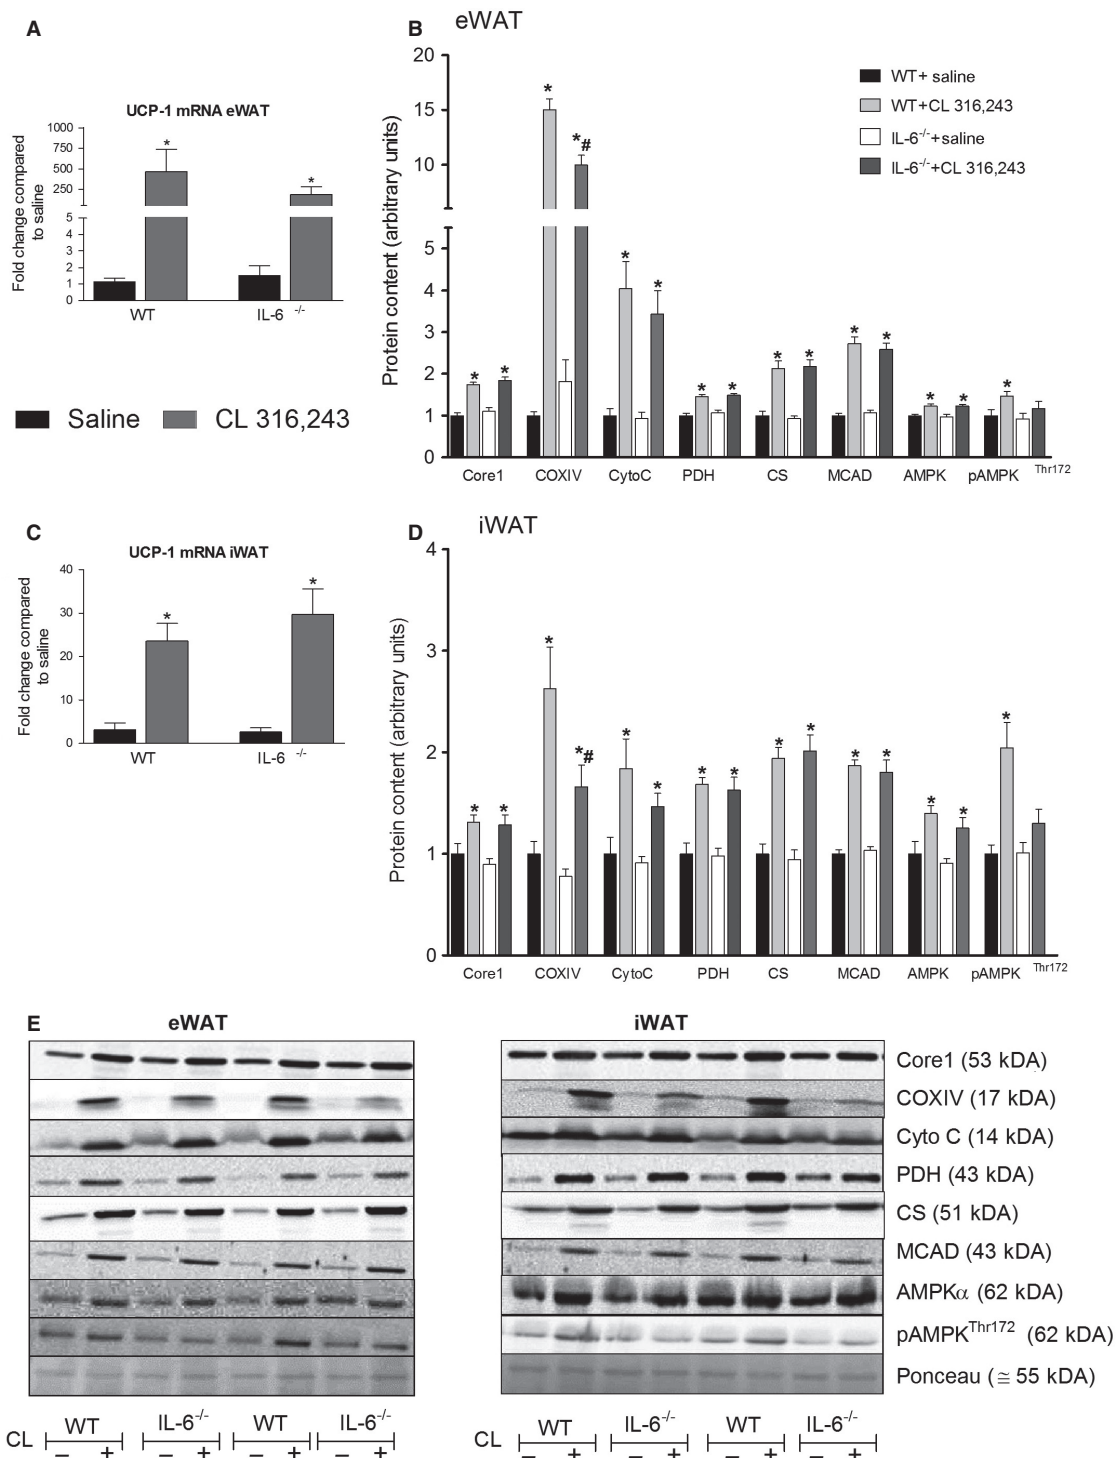 A
UCP-1 mRNA eWAT
Fold change compared
to saline
1000
750
500
250
5
4
3
2
1
0
*
*
WT
IL-6 -/-
Saline
CL 316,243
B
eWAT
Protein content (arbitrary units)
20
15
10
5
4
3
2
1
0
WT+ saline
WT+CL 316,243
IL-6-/-+saline
IL-6-/-+CL 316,243
* * * *# * * * * * * * * * * *
Core1 COXIV CytoC PDH CS MCAD AMPK pAMPK Thr172
C
UCP-1 mRNA iWAT
Fold change compared
to saline
40
30
20
10
0
*
*
WT
IL-6 -/-
D
iWAT
Protein content (arbitrary units)
4
3
2
1
0
* * * *# * * * * * * * * * * *
Core1 COXIV CytoC PDH CS MCAD AMPK pAMPK Thr172
E
eWAT
iWAT
Core1 (53 kDA)
COXIV (17 kDA)
Cyto C (14 kDA)
PDH (43 kDA)
CS (51 kDA)
MCAD (43 kDA)
AMPKα (62 kDA)
pAMPKThr172 (62 kDA)
Ponceau (≅ 55 kDA)
WT IL-6-/- WT IL-6-/-
CL
– + – + – + – +
WT IL-6-/- WT IL-6-/-
CL
– + – + – + – +